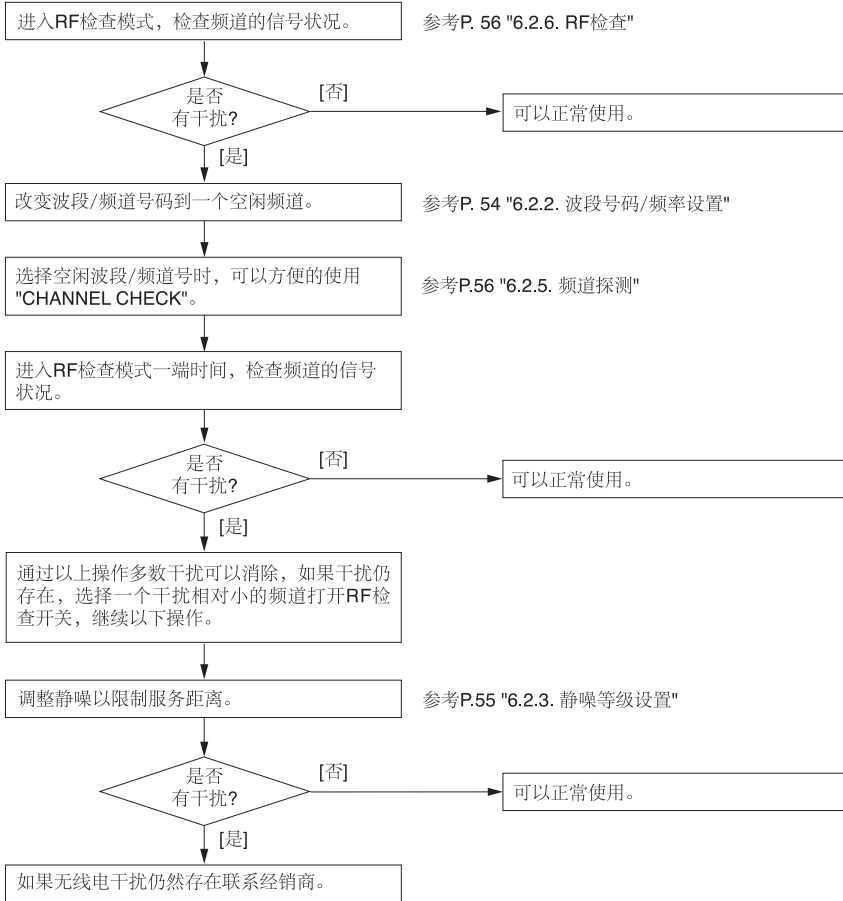 进入RF检查模式，检查频道的信号状况。
参考P. 56 "6.2.6. RF检查"
是否
有干扰?
[否]
可以正常使用。
[是]
改变波段/频道号码到一个空闲频道。
参考P. 54 "6.2.2. 波段号码/频率设置"
选择空闲波段/频道号时，可以方便的使用
"CHANNEL CHECK"。
参考P.56 "6.2.5. 频道探测"
进入RF检查模式一端时间，检查频道的信号
状况。
是否
有干扰?
[否]
可以正常使用。
[是]
通过以上操作多数干扰可以消除，如果干扰仍
存在，选择一个干扰相对小的频道打开RF检
查开关，继续以下操作。
调整静噪以限制服务距离。
参考P.55 "6.2.3. 静噪等级设置"
是否
有干扰?
[否]
可以正常使用。
[是]
如果无线电干扰仍然存在联系经销商。